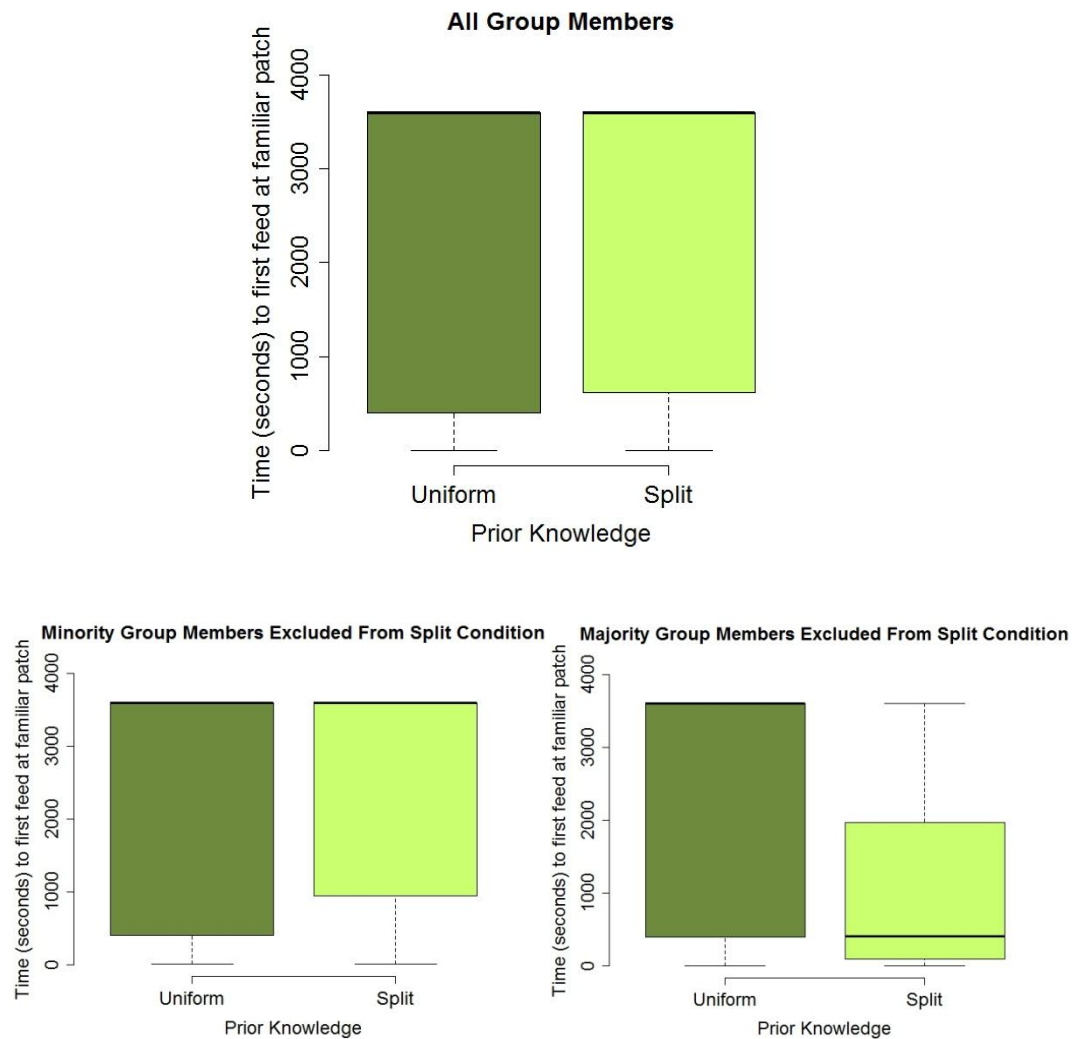 All Group Members
Time (seconds) to first feed at familiar patch
4000
3000
2000
1000
0
Uniform Split
Prior Knowledge
Minority Group Members Excluded From Split Condition
Time (seconds) to first feed at familiar patch
4000
3000
2000
1000
0
Uniform Split
Prior Knowledge
Majority Group Members Excluded From Split Condition
Time (seconds) to first feed at familiar patch
4000
3000
2000
1000
0
Uniform Split
Prior Knowledge